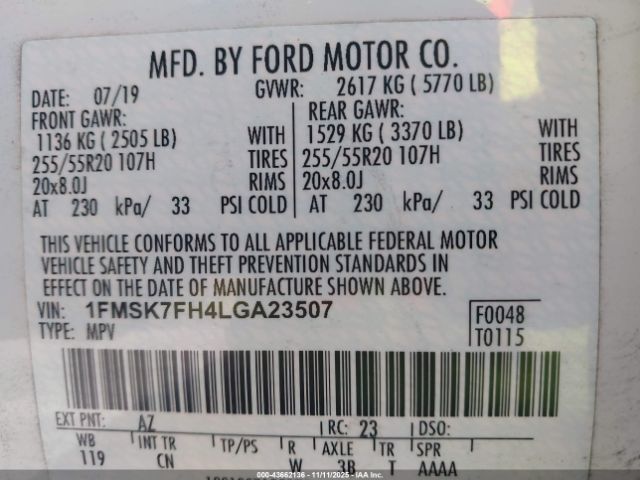 MFD. BY FORD MOTOR CO.
DATE: 07/19 GVWR: 2617 KG ( 5770 LB)
FRONT GAWR: REAR GAWR:
1136 KG ( 2505 LB) WITH 1529 KG ( 3370 LB) WITH
255/55R20 107H TIRES 255/55R20 107H TIRES
20x8.0J RIMS 20x8.0J RIMS
AT 230 kPa/ 33 PSI COLD AT 230 kPa/ 33 PSI COLD
THIS VEHICLE CONFORMS TO ALL APPLICABLE FEDERAL MOTOR
VEHICLE SAFETY AND THEFT PREVENTION STANDARDS IN
EFFECT ON THE DATE OF MANUFACTURE SHOWN ABOVE.
VIN: 1FMSK7FH4LGA23507 F0048
TYPE: MPV T0115
EXT PNT: AZ RC: 23 DSO:
WB INT TR TP/PS R AXLE TR SPR
119 CN W 3B T AAAA
000-43662136 - 11/11/2025 - IAAI.COM